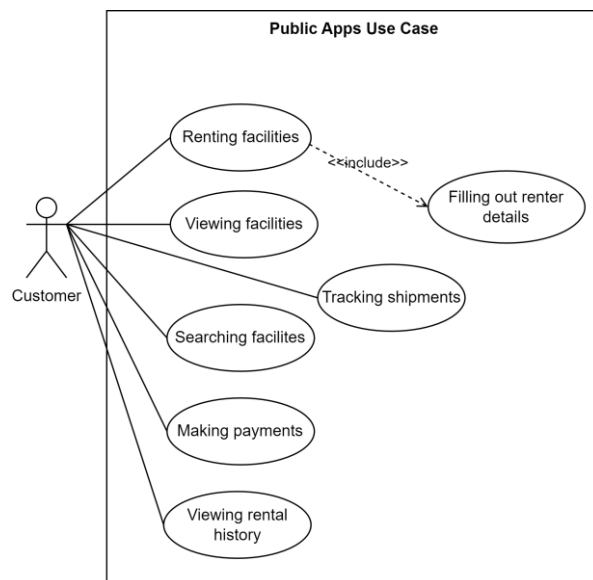 Public Apps Use Case
Renting facilities
<<include>>
Filling out renter
details
Viewing facilities
Customer
Tracking shipments
Searching facilites
Making payments
Viewing rental
history